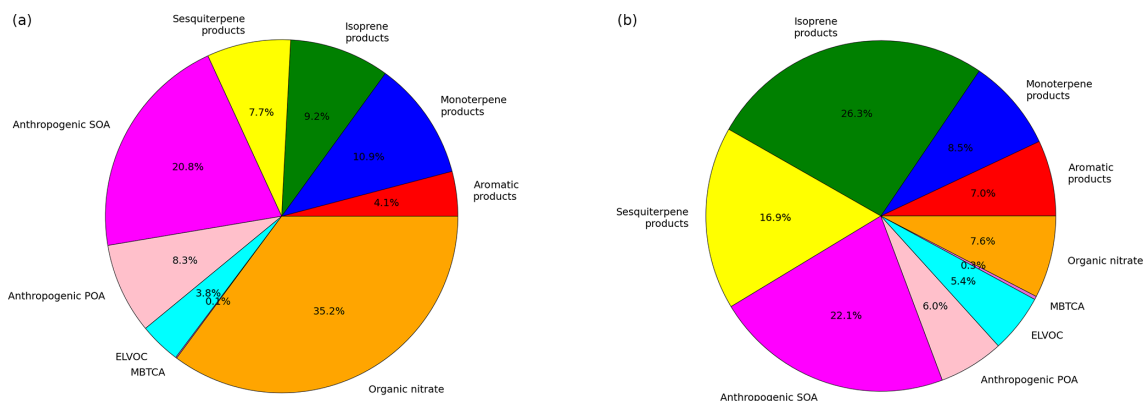 (a)
Sesquiterpene
products
Isoprene
products
Monoterpene
products
Aromatic
products
Anthropogenic SOA
Anthropogenic POA
ELVOC
MBTCA
Organic nitrate
7.7%
9.2%
10.9%
4.1%
20.8%
8.3%
3.8%
0.1%
35.2%
(b)
Isoprene
products
Monoterpene
products
Aromatic
products
Sesquiterpene
products
Organic nitrate
MBTCA
ELVOC
Anthropogenic POA
Anthropogenic SOA
26.3%
8.5%
7.0%
16.9%
7.6%
0.3%
5.4%
6.0%
22.1%